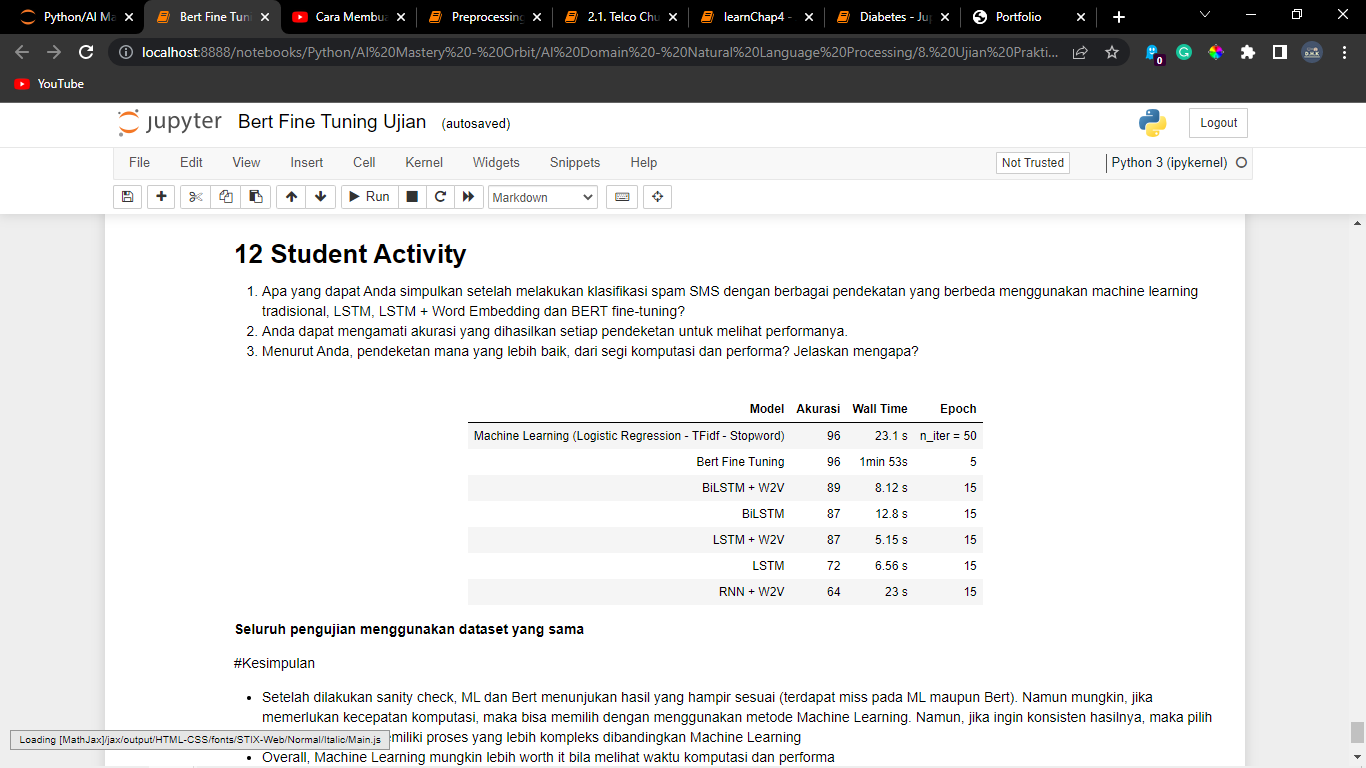 Python/AI Ma
Bert Fine Tuni
Cara Membua
Preprocessing
2.1. Telco Chu
learnChap4 -
Diabetes - Jup
Portfolio
localhost:8888/notebooks/Python/AI%20Mastery%20-%20Orbit/AI%20Domain%20-%20Natural%20Language%20Processing/8.%20Ujian%20Prakti...
0
YouTube
jupyter Bert Fine Tuning Ujian (autosaved)
Logout
File Edit View Insert Cell Kernel Widgets Snippets Help
Not Trusted
Python 3 (ipykernel)
Run
Markdown
12 Student Activity
1. Apa yang dapat Anda simpulkan setelah melakukan klasifikasi spam SMS dengan berbagai pendekatan yang berbeda menggunakan machine learning
tradisional, LSTM, LSTM + Word Embedding dan BERT fine-tuning?
2. Anda dapat mengamati akurasi yang dihasilkan setiap pendeketan untuk melihat performanya.
3. Menurut Anda, pendeketan mana yang lebih baik, dari segi komputasi dan performa? Jelaskan mengapa?
Model Akurasi Wall Time Epoch
Machine Learning (Logistic Regression - TFidf - Stopword) 96 23.1 s n_iter = 50
Bert Fine Tuning 96 1min 53s 5
BiLSTM + W2V 89 8.12 s 15
BiLSTM 87 12.8 s 15
LSTM + W2V 87 5.15 s 15
LSTM 72 6.56 s 15
RNN + W2V 64 23 s 15
Seluruh pengujian menggunakan dataset yang sama
#Kesimpulan
• Setelah dilakukan sanity check, ML dan Bert menunjukan hasil yang hampir sesuai (terdapat miss pada ML maupun Bert). Namun mungkin, jika
memerlukan kecepatan komputasi, maka bisa memilih dengan menggunakan metode Machine Learning. Namun, jika ingin konsisten hasilnya, maka pilih
emiliki proses yang lebih kompleks dibandingkan Machine Learning
Loading [MathJax]/jax/output/HTML-CSS/fonts/STIX-Web/Normal/Italic/Main.js
• Overall, Machine Learning mungkin lebih worth it bila melihat waktu komputasi dan performa